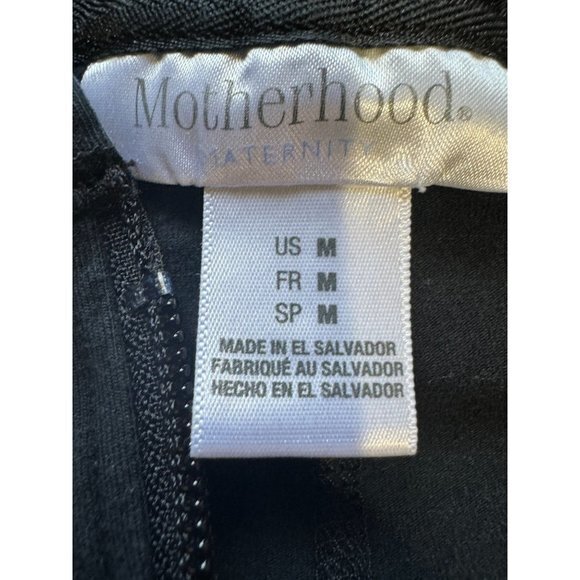 Motherhood®
MATERNITY
US M
FR M
SP M
MADE IN EL SALVADOR
FABRIQUÉ AU SALVADOR
HECHO EN EL SALVADOR